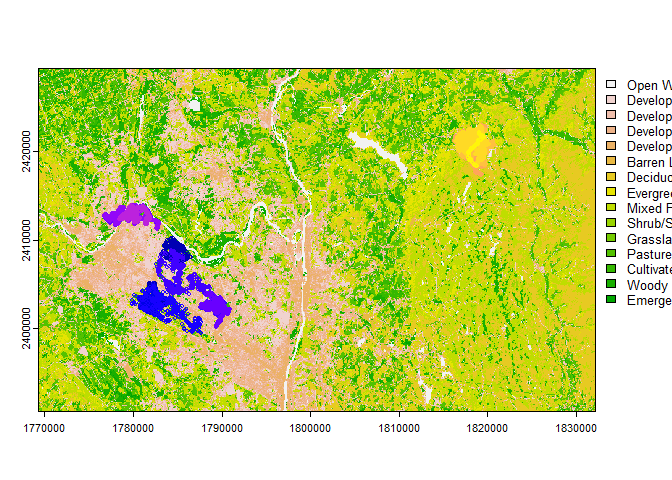 Open W
Develop
Develop
Develop
Develop
Barren L
Deciduc
Evergree
Mixed F
Shrub/S
Grassla
Pasture
Cultivate
Woody
Emerge
2420000
2410000
2400000
1770000 1780000 1790000 1800000 1810000 1820000 1830000